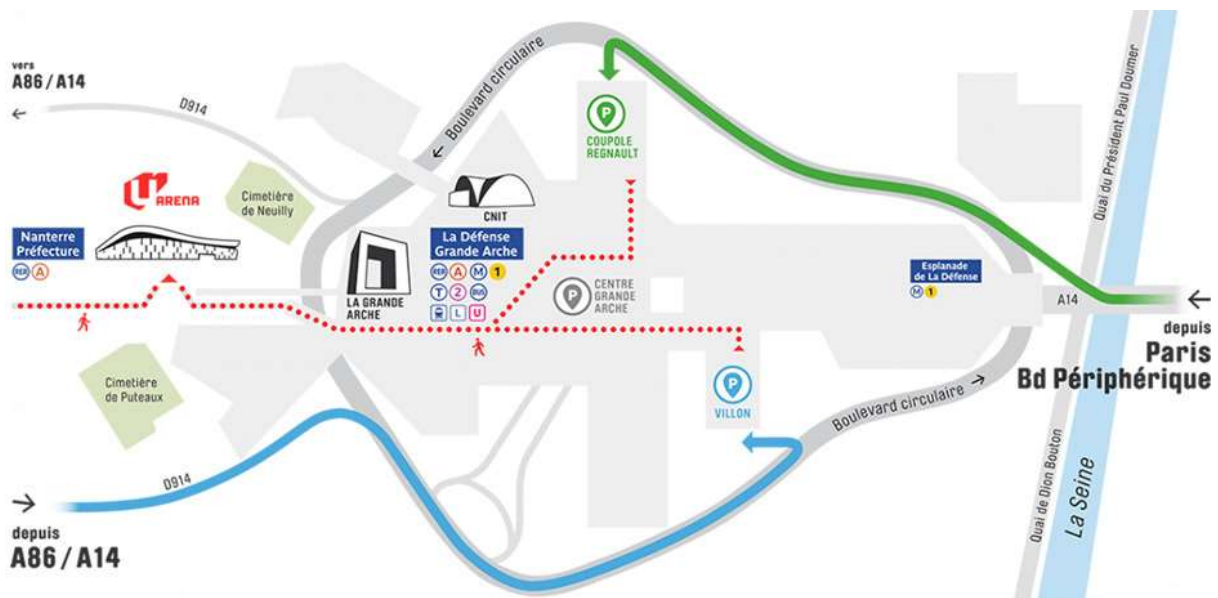 vers
A86 / A14
D914
← Boulevard circulaire
P
COUPOLE
REGNAULT
Quai du Président Paul Doumer
U ARENA
Cimetière
de Neuilly
CNIT
Nanterre
Préfecture
RER A
La Défense
Grande Arche
RER A M 1
T 2 BUS
L U
LA GRANDE
ARCHE
P
CENTRE
GRANDE
ARCHE
Esplanade
de La Défense
M 1
A14
←
depuis
Paris
Bd Périphérique
Cimetière
de Puteaux
P
VILLON
Boulevard circulaire →
D914
→
depuis
A86 / A14
Quai de Dion Bouton
La Seine